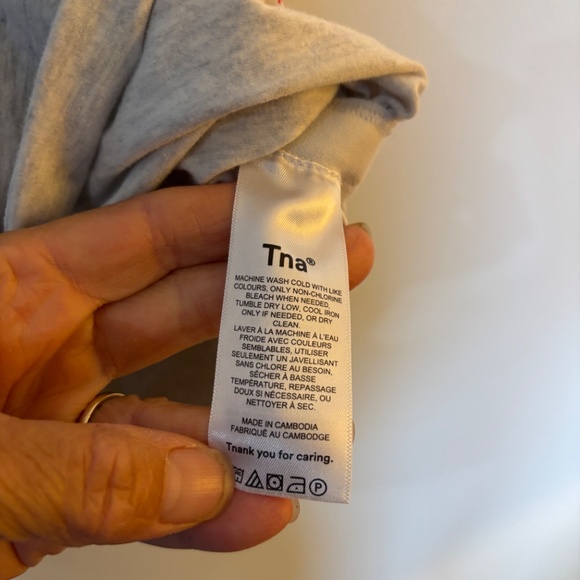 Tna®
MACHINE WASH COLD WITH LIKE
COLOURS, ONLY NON-CHLORINE
BLEACH WHEN NEEDED,
TUMBLE DRY LOW, COOL IRON
ONLY IF NEEDED, OR DRY
CLEAN.
LAVER À LA MACHINE À L'EAU
FROIDE AVEC COULEURS
SEMBLABLES, UTILISER
SEULEMENT UN JAVELLISANT
SANS CHLORE AU BESOIN,
SÉCHER À BASSE
TEMPÉRATURE, REPASSAGE
DOUX SI NÉCESSAIRE, OU
NETTOYER À SEC.
MADE IN CAMBODIA
FABRIQUÉ AU CAMBODGE
Tnank you for caring.
P